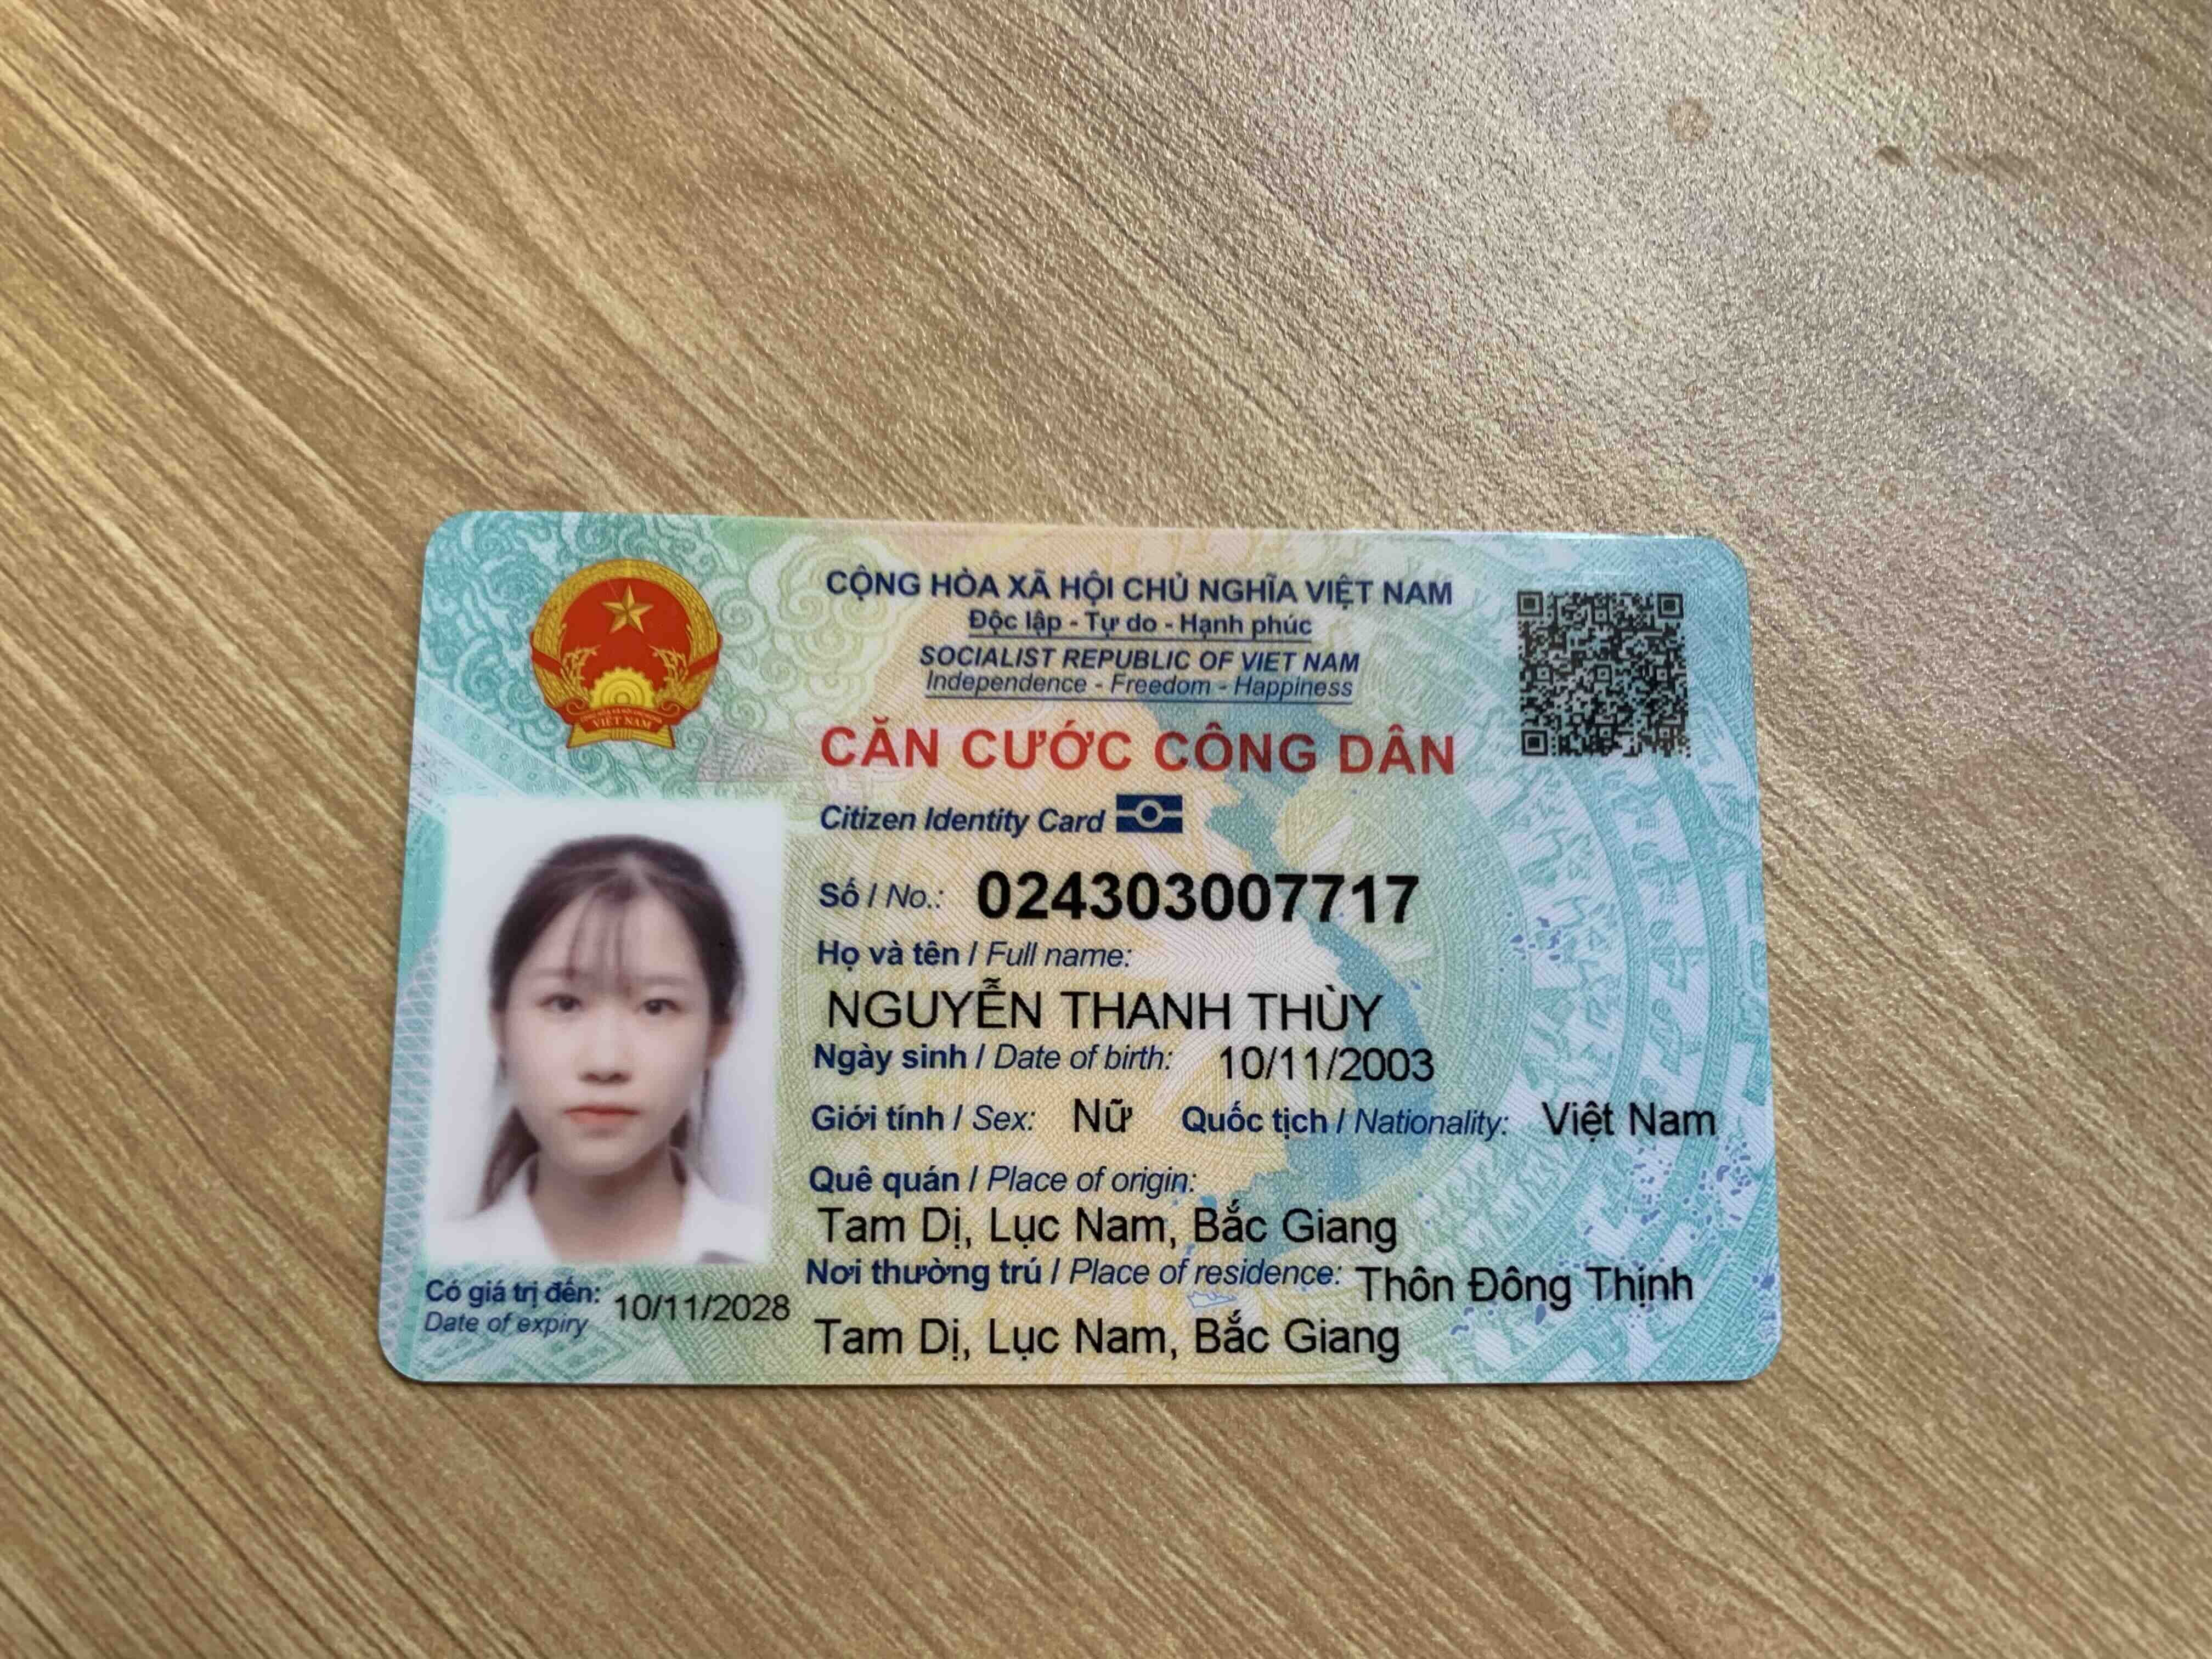 CỘNG HÒA XÃ HỘI CHỦ NGHĨA VIỆT NAM
Độc lập - Tự do - Hạnh phúc
SOCIALIST REPUBLIC OF VIET NAM
Independence - Freedom - Happiness
VIỆT NAM
CĂN CƯỚC CÔNG DÂN
Citizen Identity Card
Số / No.: 024303007717
Họ và tên / Full name:
NGUYỄN THANH THÙY
Ngày sinh / Date of birth: 10/11/2003
Giới tính / Sex: Nữ Quốc tịch / Nationality: Việt Nam
Quê quán / Place of origin:
Tam Dị, Lục Nam, Bắc Giang
Nơi thường trú / Place of residence: Thôn Đông Thịnh
Tam Dị, Lục Nam, Bắc Giang
Có giá trị đến: 10/11/2028
Date of expiry